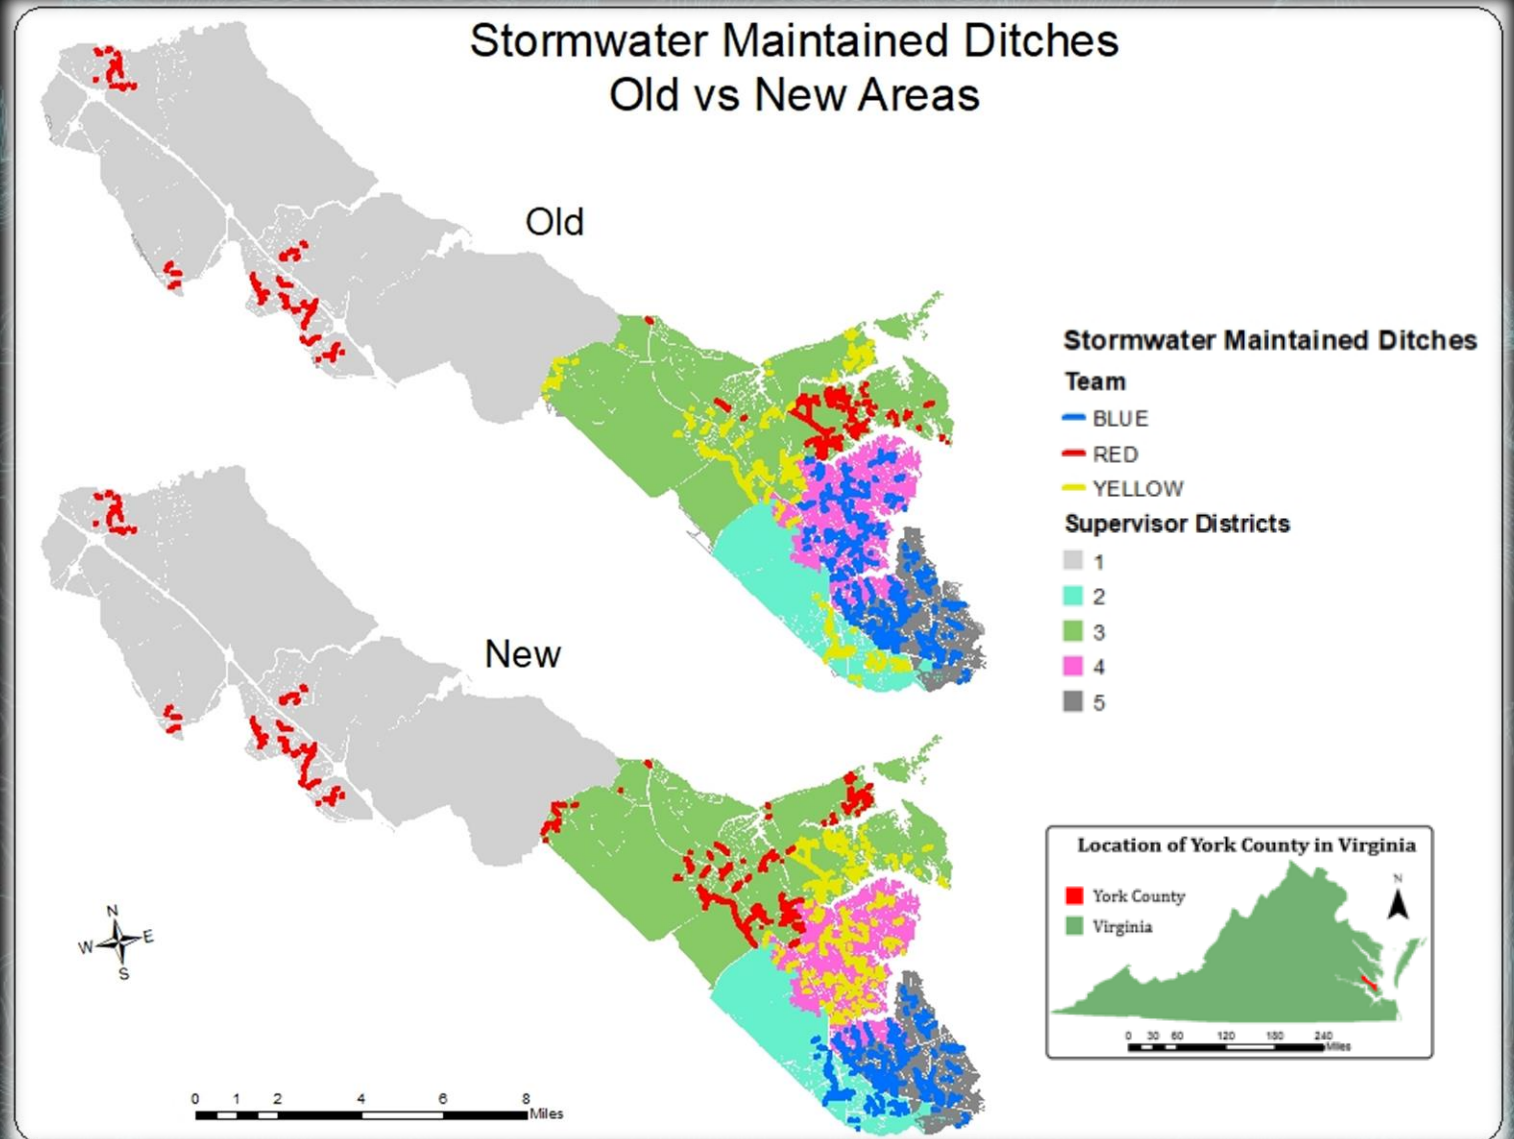 Stormwater Maintained Ditches
Old vs New Areas
Old
Stormwater Maintained Ditches
Team
BLUE
RED
YELLOW
Supervisor Districts
1
2
3
4
5
New
Location of York County in Virginia
York County
Virginia
N
0 30 60 120 180 240
Miles
N
W E
S
0 1 2 4 6 8
Miles